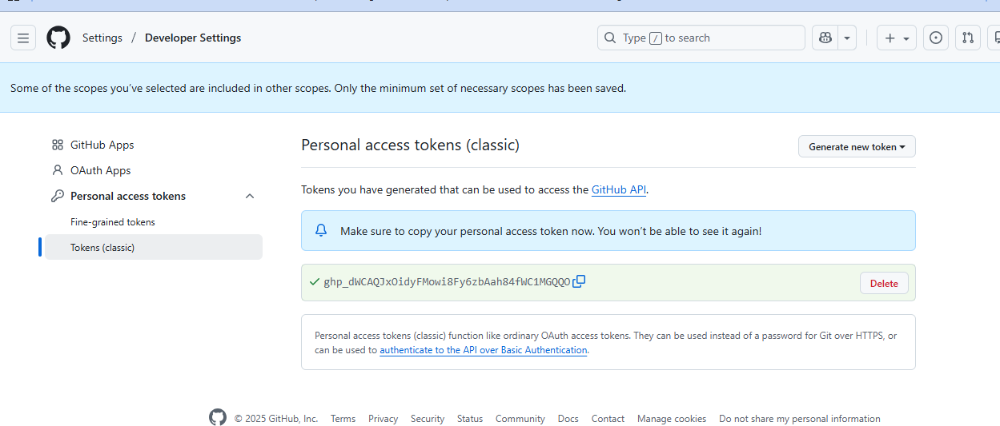 Settings / Developer Settings
Type / to search
Some of the scopes you've selected are included in other scopes. Only the minimum set of necessary scopes has been saved.
GitHub Apps
OAuth Apps
Personal access tokens
Fine-grained tokens
Tokens (classic)
Personal access tokens (classic)
Generate new token
Tokens you have generated that can be used to access the GitHub API.
Make sure to copy your personal access token now. You won't be able to see it again!
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
Delete
Personal access tokens (classic) function like ordinary OAuth access tokens. They can be used instead of a password for Git over HTTPS, or
can be used to authenticate to the API over Basic Authentication.
© 2025 GitHub, Inc. Terms Privacy Security Status Community Docs Contact Manage cookies Do not share my personal information